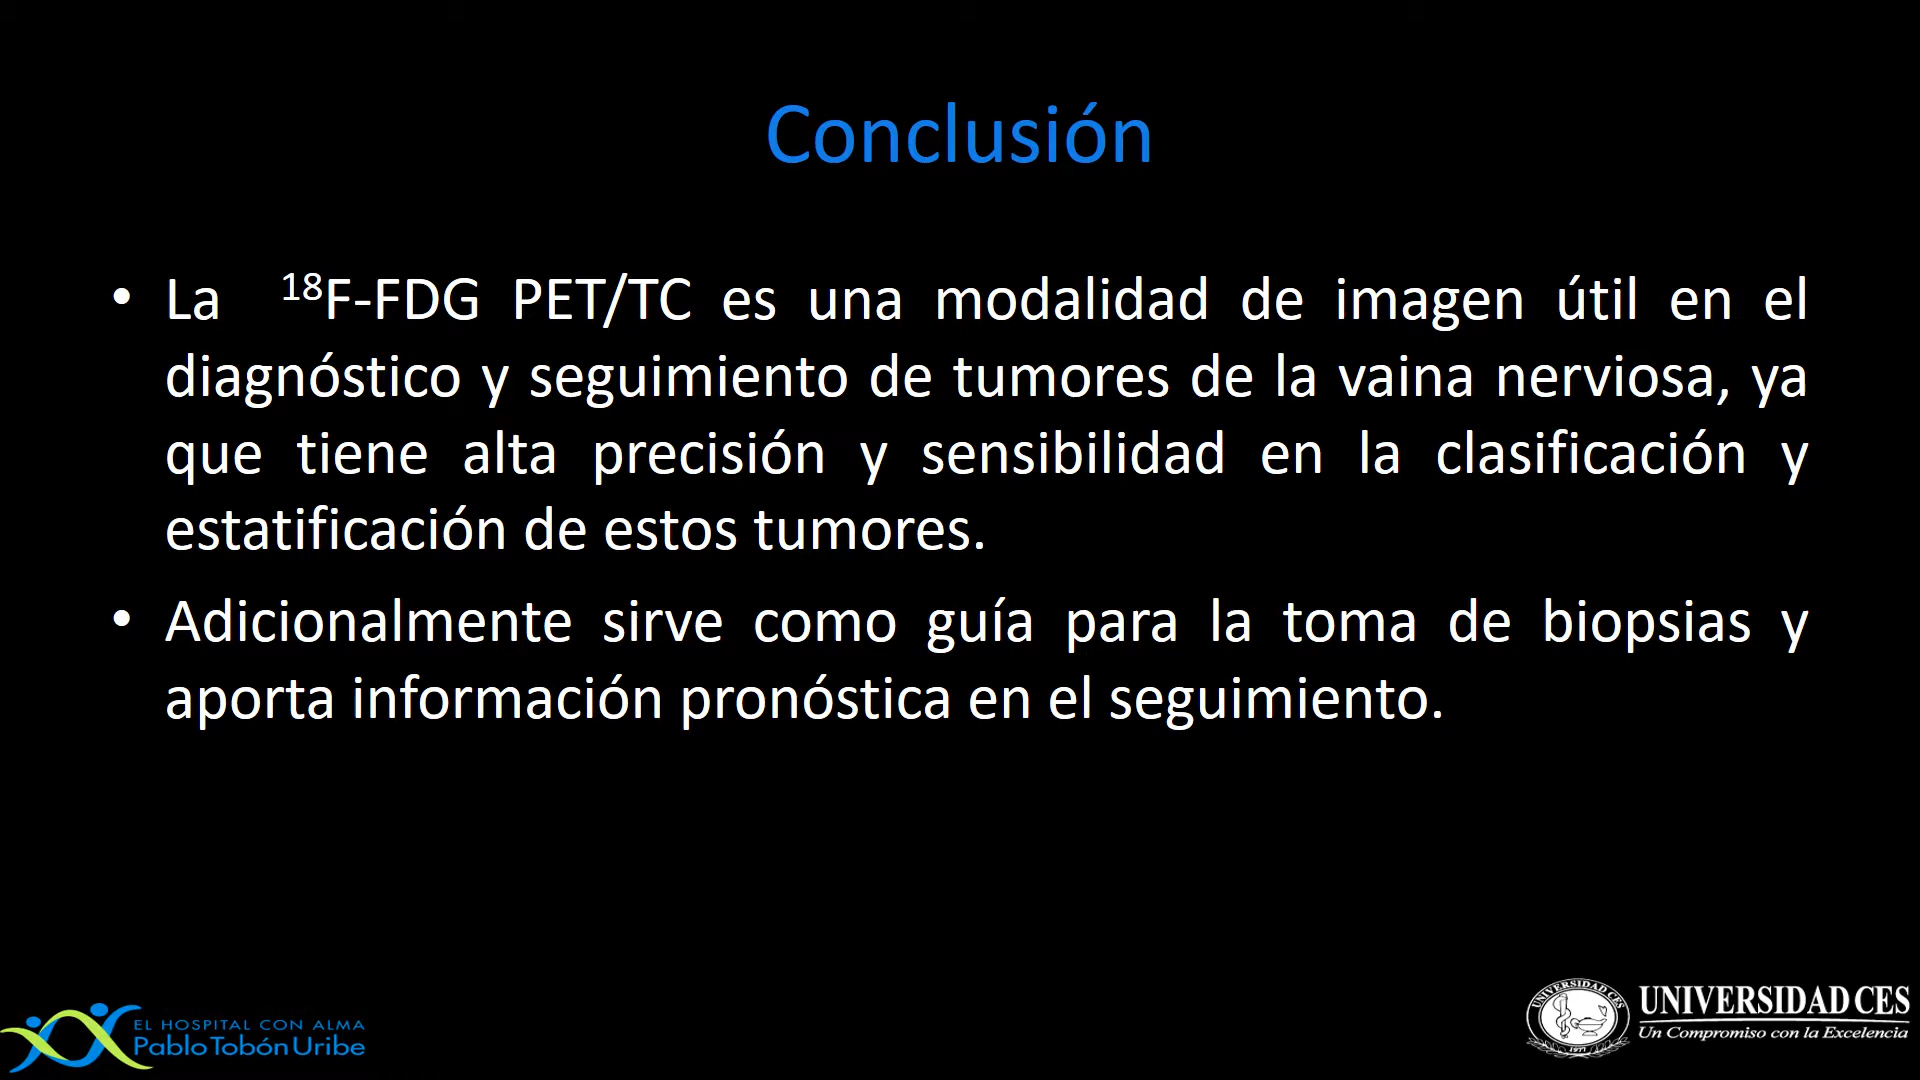 Conclusión
• La ¹⁸F-FDG PET/TC es una modalidad de imagen útil en el
diagnóstico y seguimiento de tumores de la vaina nerviosa, ya
que tiene alta precisión y sensibilidad en la clasificación y
estatificación de estos tumores.
• Adicionalmente sirve como guía para la toma de biopsias y
aporta información pronóstica en el seguimiento.
EL HOSPITAL CON ALMA
Pablo Tobón Uribe
UNIVERSIDAD CES
1977
UNIVERSIDAD CES
Un Compromiso con la Excelencia